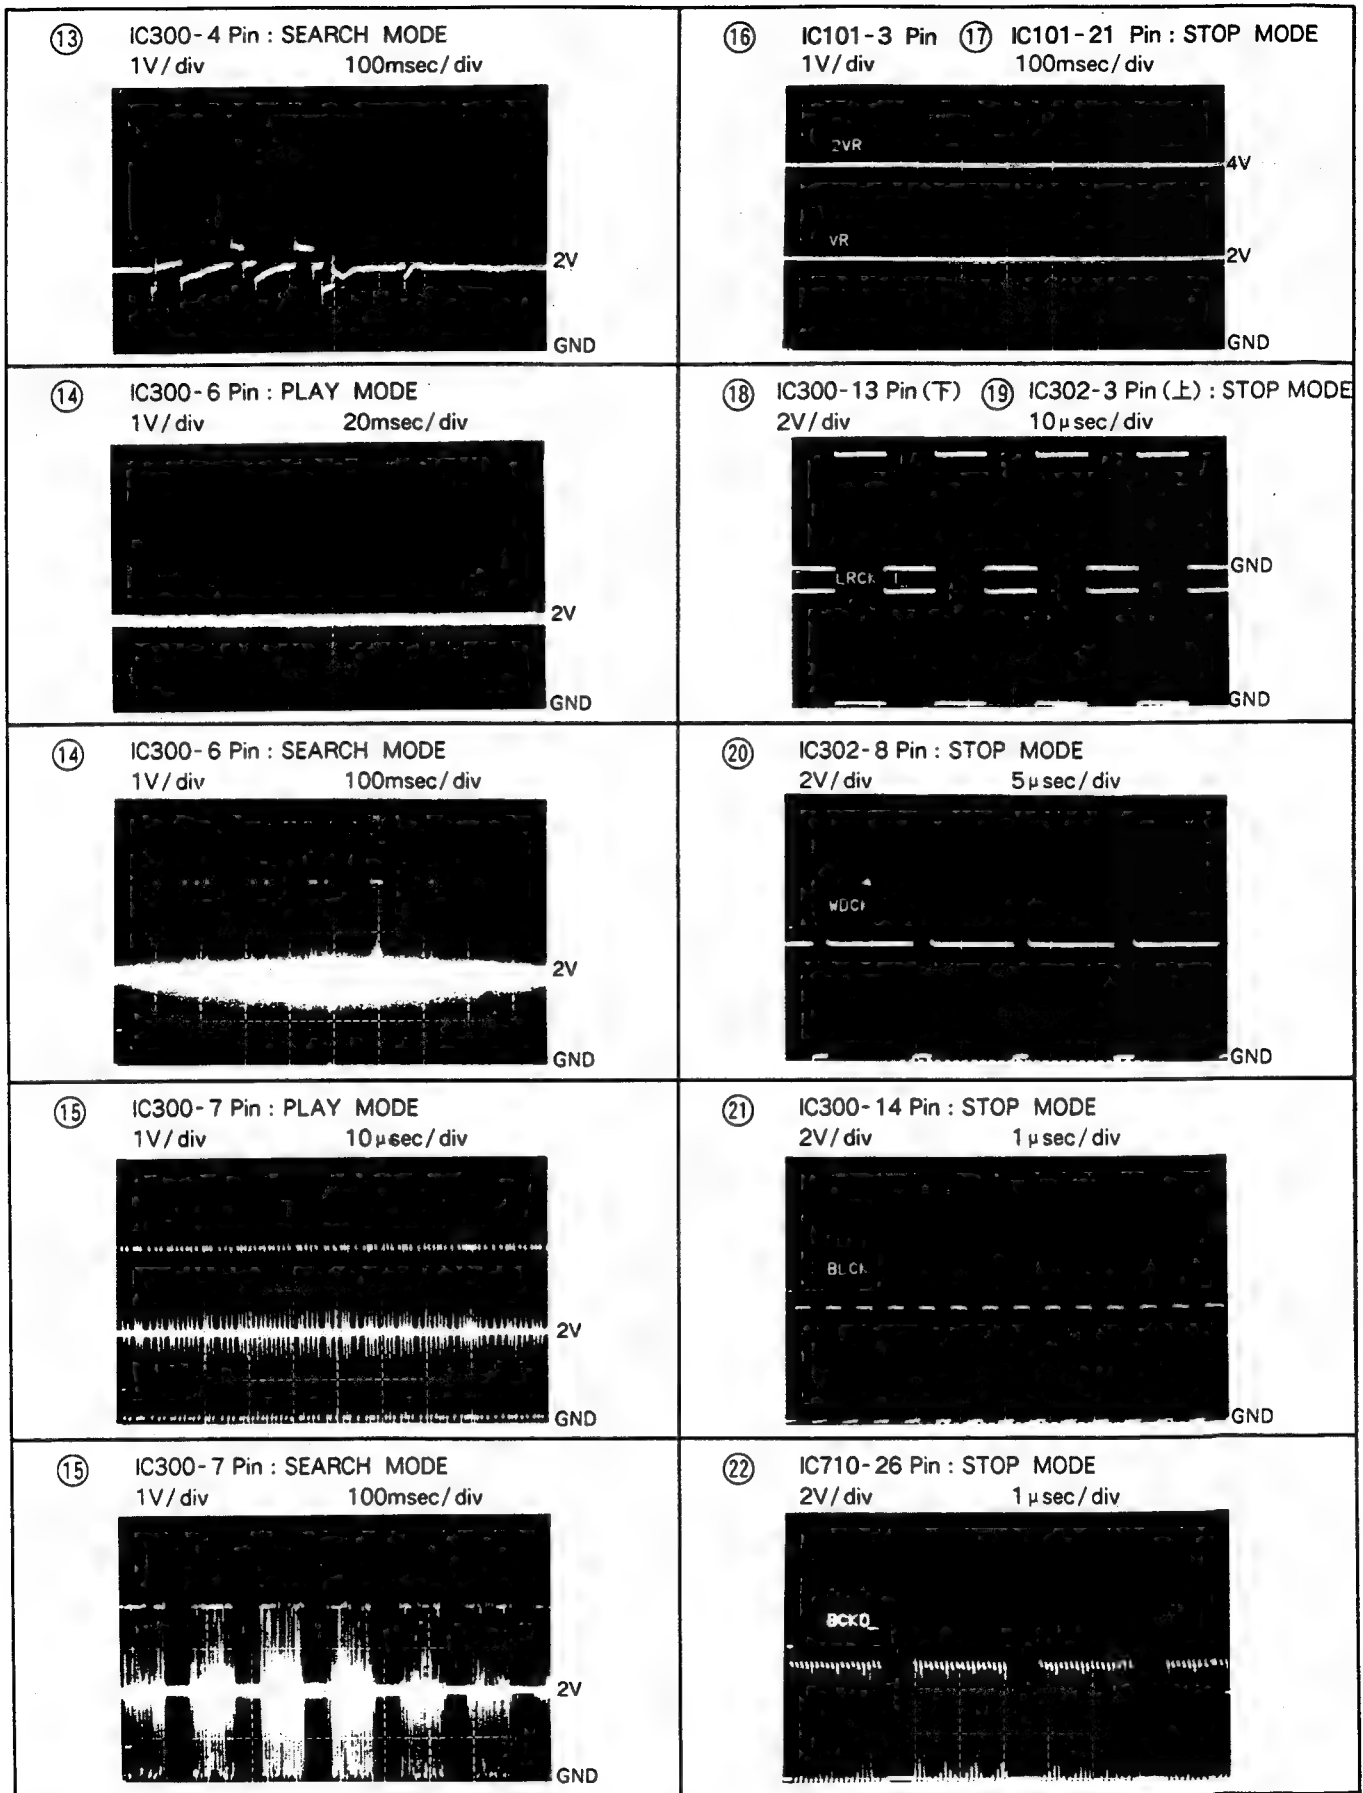 ⑬ IC300-4 Pin : SEARCH MODE
1V/div 100msec/div
2V
GND
⑭ IC300-6 Pin : PLAY MODE
1V/div 20msec/div
2V
GND
⑭ IC300-6 Pin : SEARCH MODE
1V/div 100msec/div
2V
GND
⑮ IC300-7 Pin : PLAY MODE
1V/div 10μsec/div
2V
GND
⑮ IC300-7 Pin : SEARCH MODE
1V/div 100msec/div
2V
GND
⑯ IC101-3 Pin ⑰ IC101-21 Pin : STOP MODE
1V/div 100msec/div
2VR
4V
VR
2V
GND
⑱ IC300-13 Pin (下) ⑲ IC302-3 Pin (上) : STOP MODE
2V/div 10μsec/div
GND
LRCK
GND
⑳ IC302-8 Pin : STOP MODE
2V/div 5μsec/div
WDCK
GND
㉑ IC300-14 Pin : STOP MODE
2V/div 1μsec/div
BLCK
GND
㉒ IC710-26 Pin : STOP MODE
2V/div 1μsec/div
BCKO_